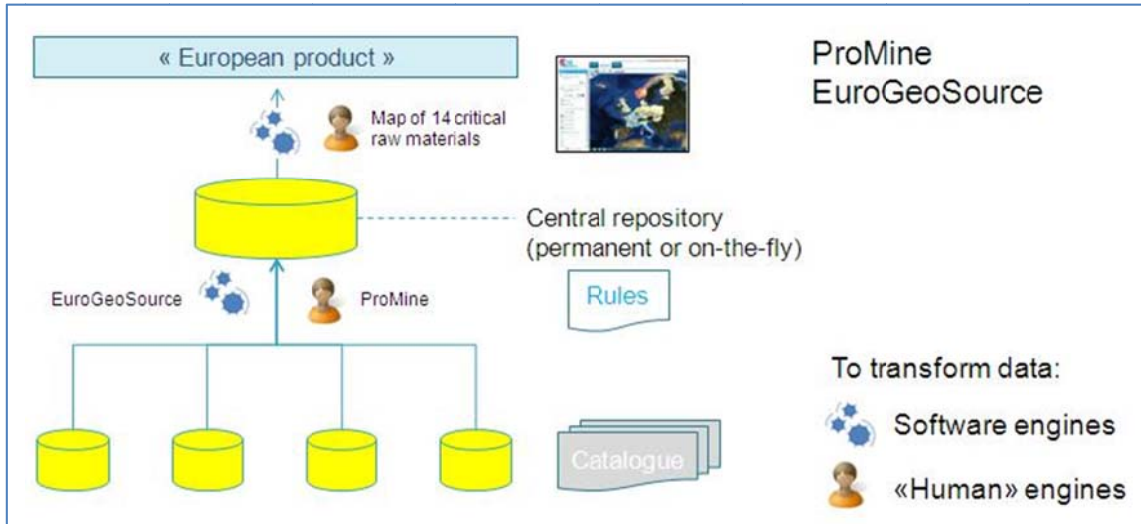 « European product »
ProMine
EuroGeoSource
Map of 14 critical
raw materials
Central repository
(permanent or on-the-fly)
EuroGeoSource
ProMine
Rules
To transform data:
Software engines
Catalogue
«Human» engines